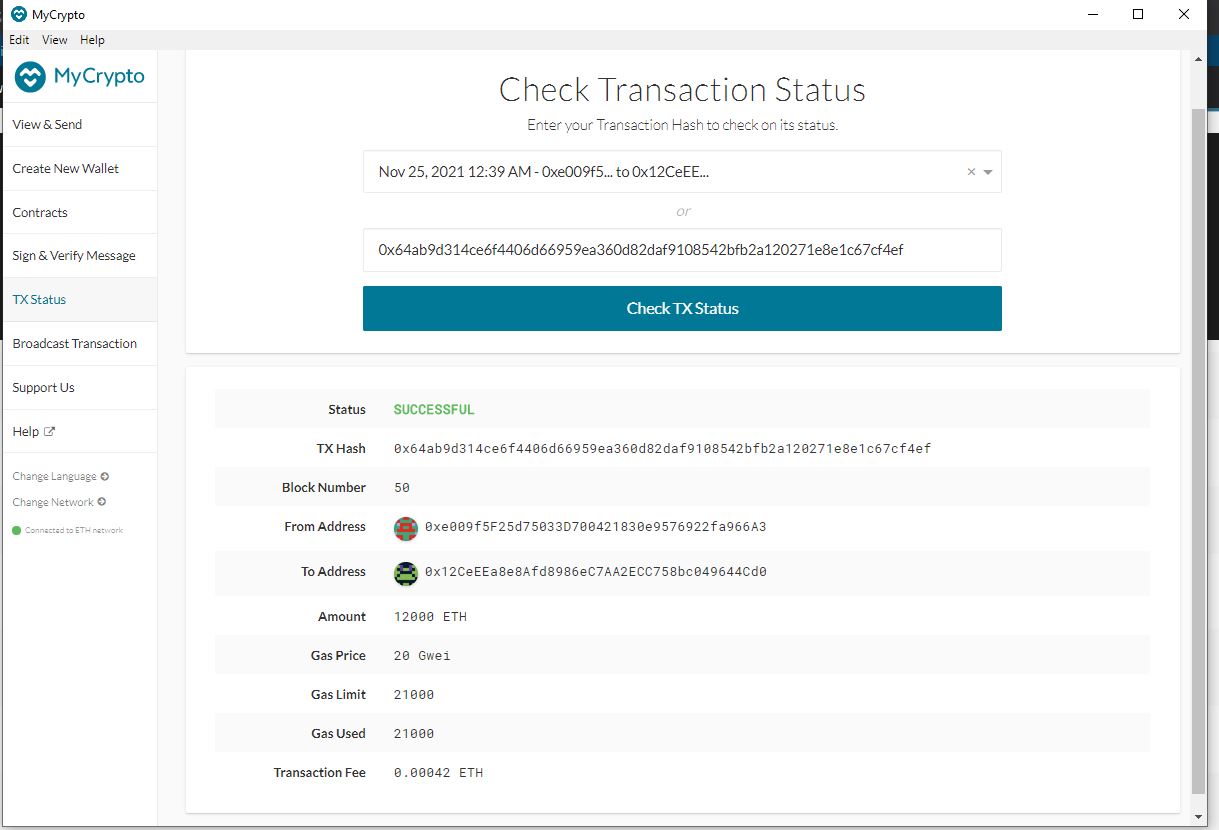 MyCrypto
Edit View Help
MyCrypto
View & Send
Create New Wallet
Contracts
Sign & Verify Message
TX Status
Broadcast Transaction
Support Us
Help
Change Language
Change Network
Connected to ETH network
Check Transaction Status
Enter your Transaction Hash to check on its status.
Nov 25, 2021 12:39 AM - 0xe009f5... to 0x12CeEE...
or
0x64ab9d314ce6f4406d66959ea360d82daf9108542bfb2a120271e8e1c67cf4ef
Check TX Status
Status SUCCESSFUL
TX Hash 0x64ab9d314ce6f4406d66959ea360d82daf9108542bfb2a120271e8e1c67cf4ef
Block Number 50
From Address 0xe009f5F25d75033D700421830e9576922fa966A3
To Address 0x12CeEEa8e8Afd8986eC7AA2ECC758bc049644Cd0
Amount 12000 ETH
Gas Price 20 Gwei
Gas Limit 21000
Gas Used 21000
Transaction Fee 0.00042 ETH